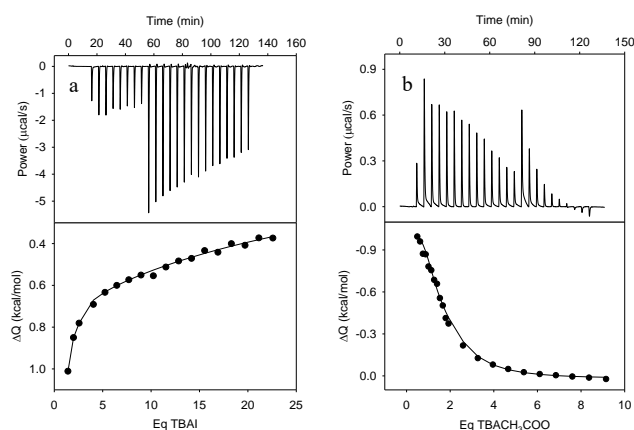 Time (min)
0 20 40 60 80 100 120 140 160
a
Power (µcal/s)
0
-1
-2
-3
-4
-5
ΔQ (kcal/mol)
0.4
0.6
0.8
1.0
0 5 10 15 20 25
Eq TBAI
Time (min)
0 30 60 90 120 150
b
Power (µcal/s)
0.9
0.6
0.3
0.0
ΔQ (kcal/mol)
-0.9
-0.6
-0.3
0.0
0 2 4 6 8 10
Eq TBACH₃COO